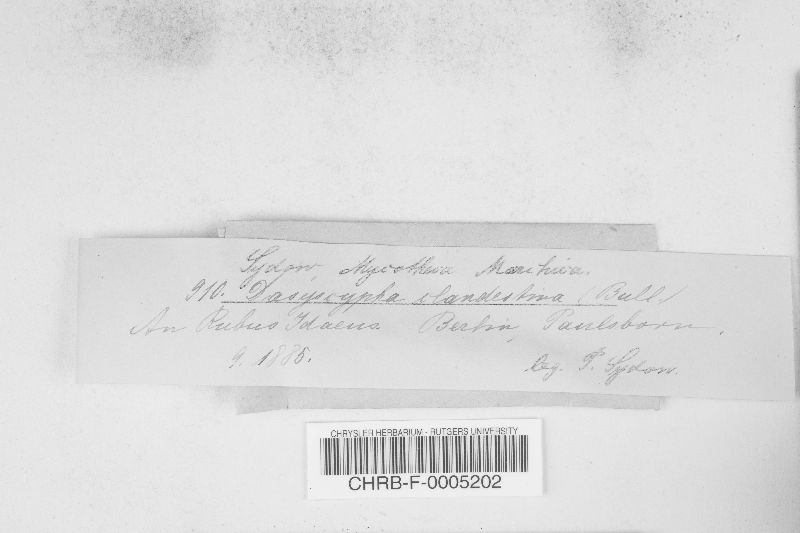 Sydow, Mycotheca Marchica.
910. Dasyscypha clandestina (Bull.)
An Rubus Idaeus Berlin, Paulsborn.
9. 1885.
leg. P. Sydow.
CHRYSLER HERBARIUM - RUTGERS UNIVERSITY
CHRB-F-0005202